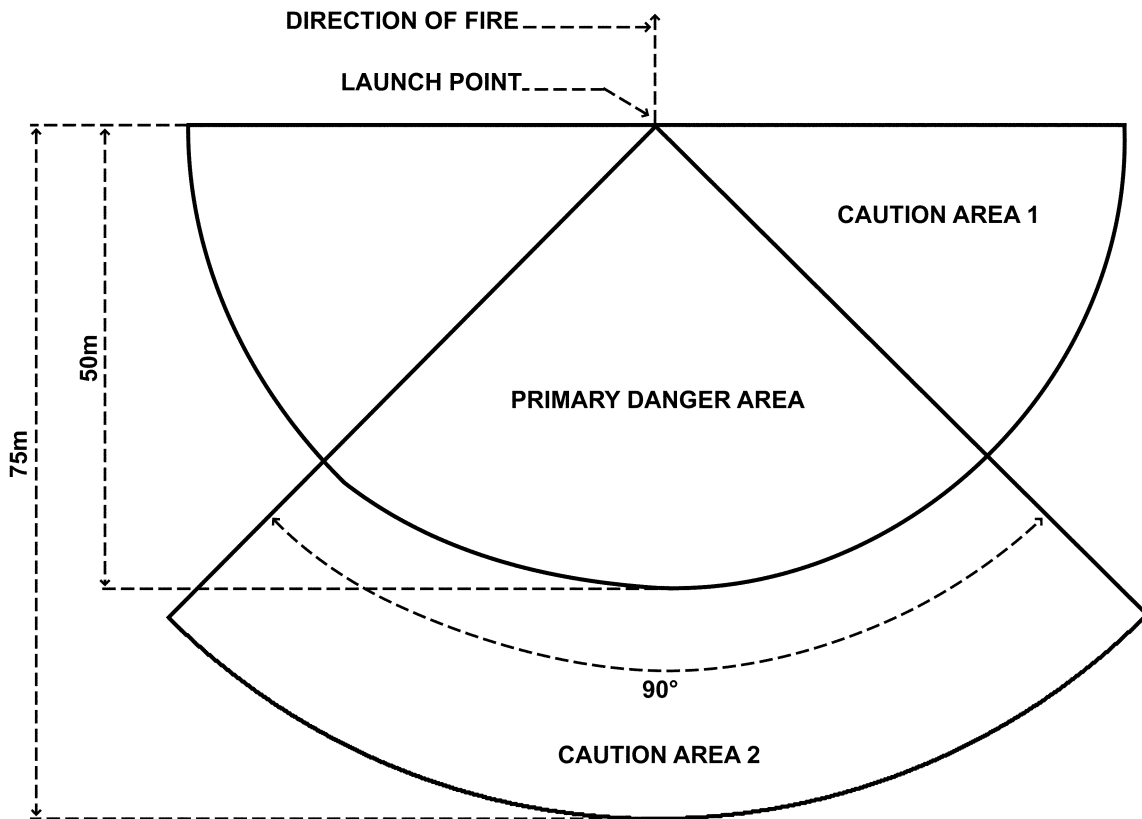 DIRECTION OF FIRE
LAUNCH POINT
CAUTION AREA 1
50m
PRIMARY DANGER AREA
75m
90°
CAUTION AREA 2